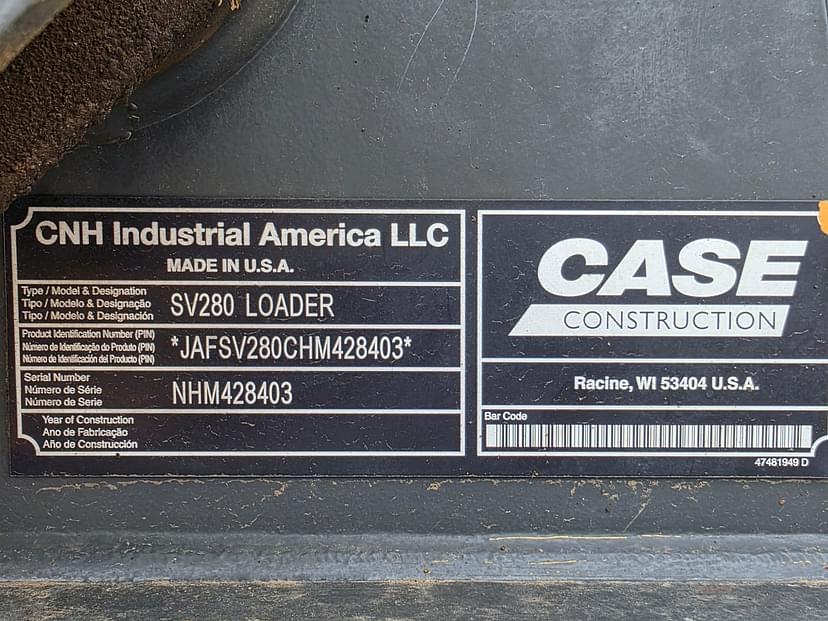 CNH Industrial America LLC
MADE IN U.S.A.
Type / Model & Designation
Tipo / Modelo & Designação
Tipo / Modelo & Designación
SV280 LOADER
Product Identification Number (PIN)
Número de Identificação do Produto (PIN)
Número de Identificación del Producto (PIN)
*JAFSV280CHM428403*
Serial Number
Número de Série
Número de Serie
NHM428403
Year of Construction
Ano de Fabricação
Año de Construcción
CASE
CONSTRUCTION
Racine, WI 53404 U.S.A.
Bar Code
47481949 D